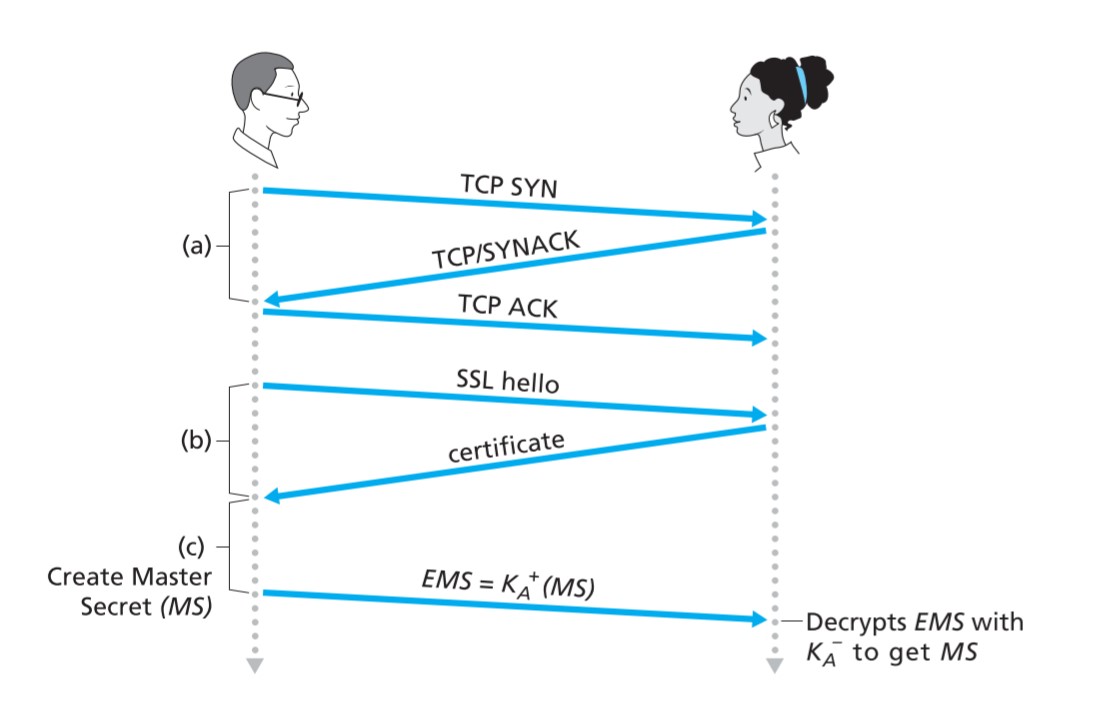 TCP SYN
(a)
TCP/SYNACK
TCP ACK
SSL hello
(b)
certificate
(c)
Create Master
Secret (MS)
EMS = K_A^+(MS)
Decrypts EMS with
K_A^- to get MS